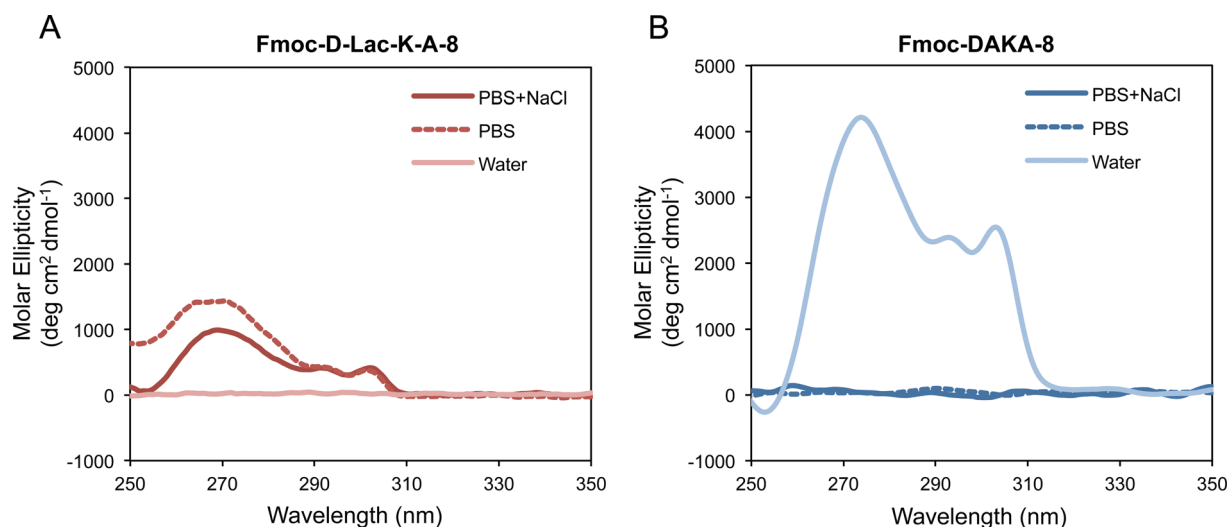 A
Fmoc-D-Lac-K-A-8
5000
4000
3000
2000
1000
0
-1000
PBS+NaCl
PBS
Water
Molar Ellipticity
(deg cm² dmol⁻¹)
250
270
290
310
330
350
Wavelength (nm)
B
Fmoc-DAKA-8
5000
4000
3000
2000
1000
0
-1000
PBS+NaCl
PBS
Water
Molar Ellipticity
(deg cm² dmol⁻¹)
250
270
290
310
330
350
Wavelength (nm)